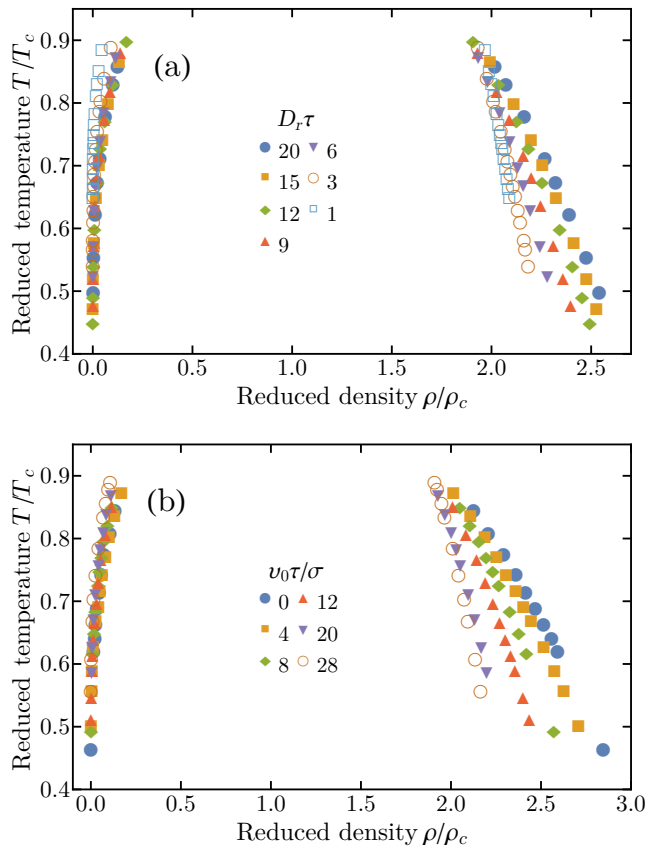 (a)
Reduced temperature T/T_c
0.9
0.8
0.7
0.6
0.5
0.4
D_rτ
20 6
15 3
12 1
9
0.0 0.5 1.0 1.5 2.0 2.5
Reduced density ρ/ρ_c
(b)
Reduced temperature T/T_c
0.9
0.8
0.7
0.6
0.5
0.4
υ₀τ/σ
0 12
4 20
8 28
0.0 0.5 1.0 1.5 2.0 2.5 3.0
Reduced density ρ/ρ_c